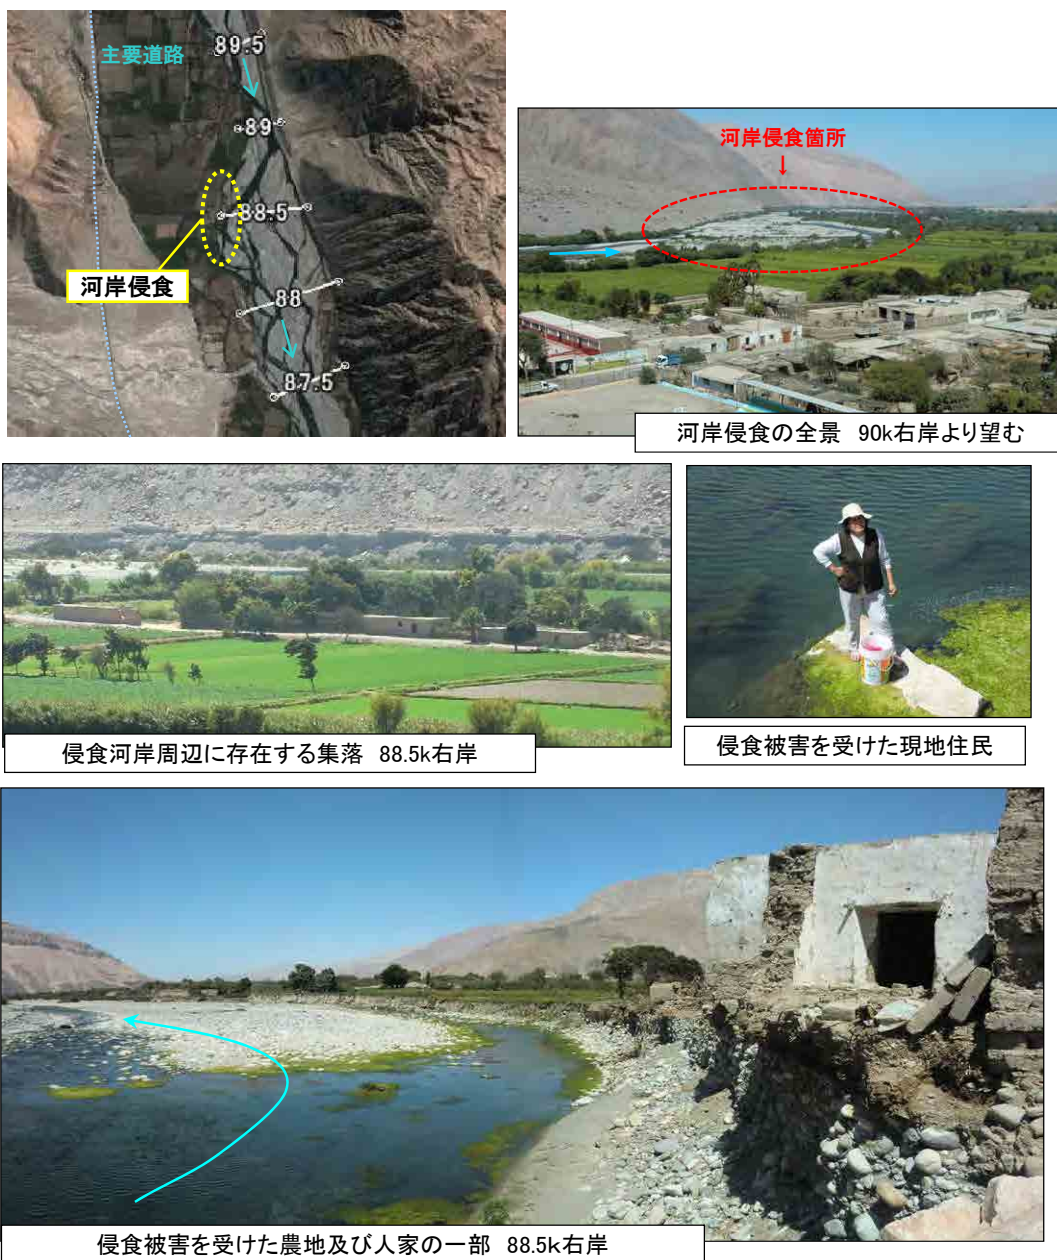 主要道路
89.5
89
88.5
河岸侵食
88
87.5
河岸侵食箇所
↓
河岸侵食の全景 90k右岸より望む
侵食河岸周辺に存在する集落 88.5k右岸
侵食被害を受けた現地住民
侵食被害を受けた農地及び人家の一部 88.5k右岸